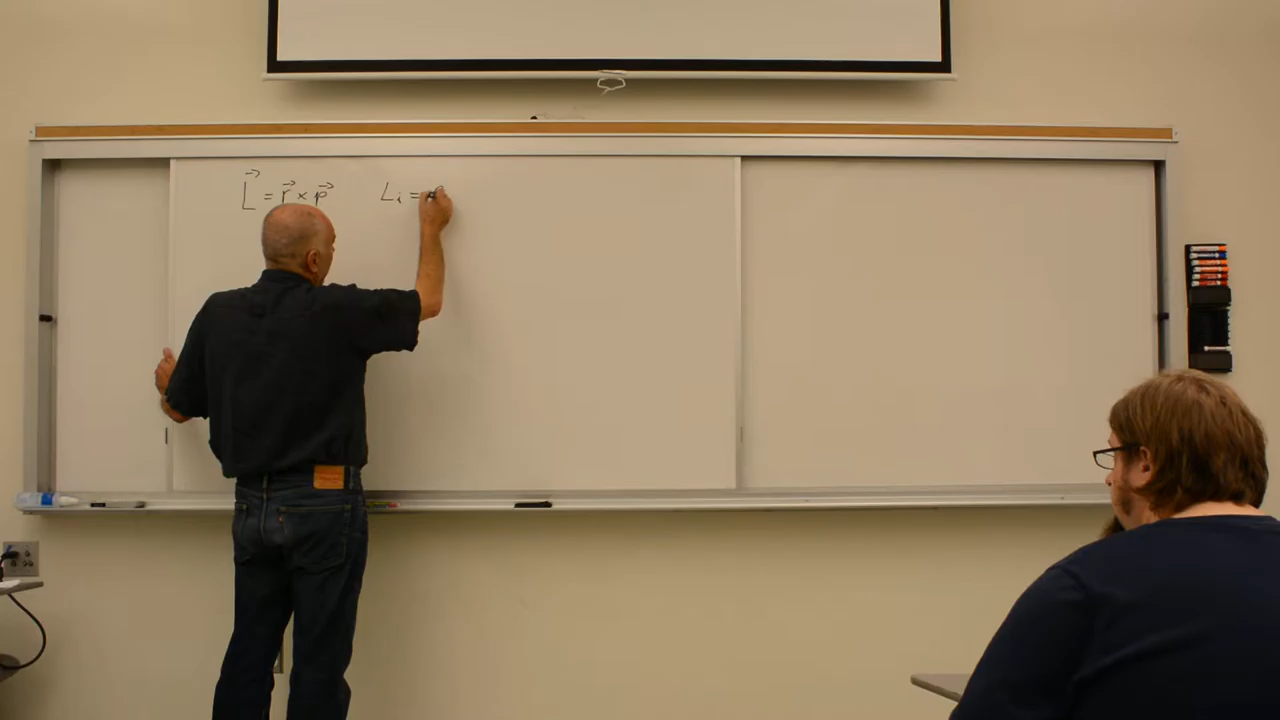 L⃗ = r⃗ × p⃗    Lᵢ =